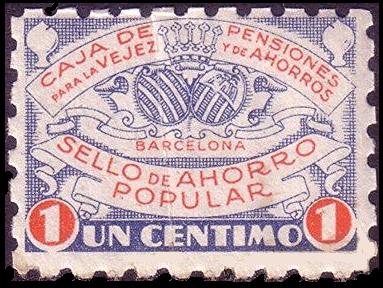 CAJA DE PENSIONES
PARA LA VEJEZ Y DE AHORROS
BARCELONA
SELLO DE AHORRO
POPULAR
1 UN CENTIMO 1